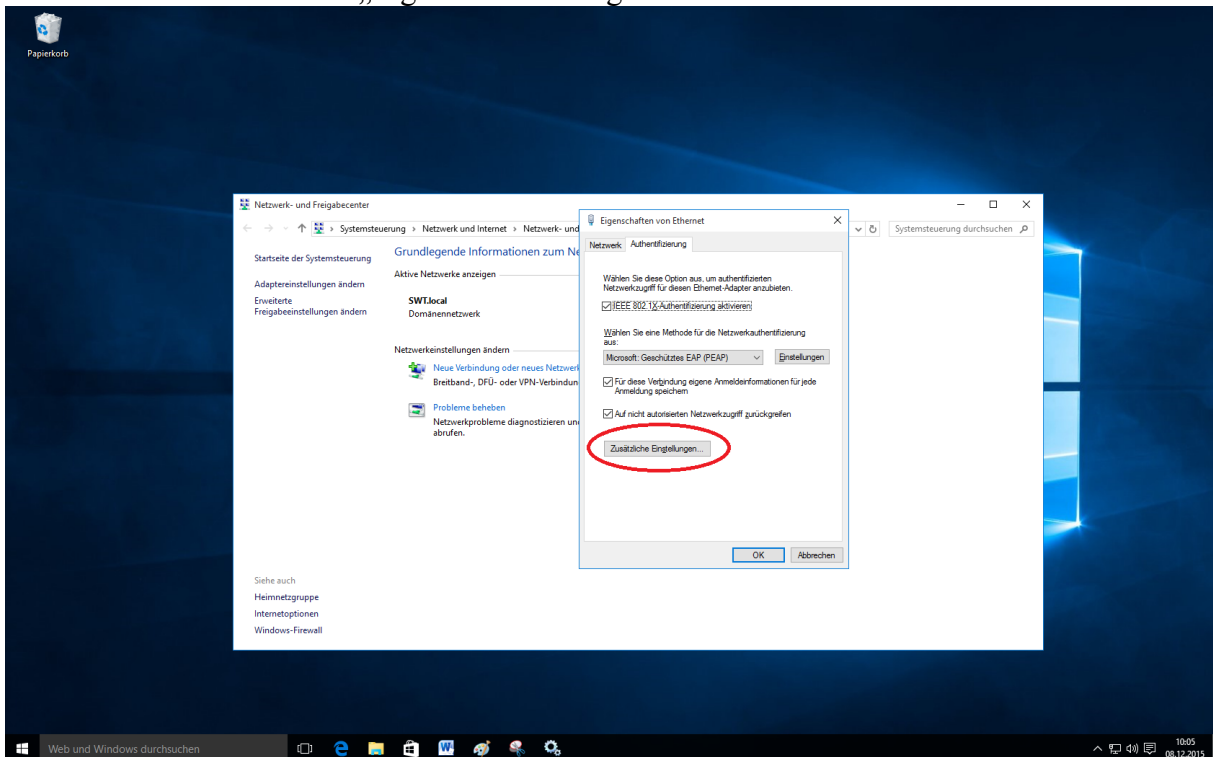 Papierkorb
Netzwerk- und Freigabecenter
Systemsteuerung › Netzwerk und Internet › Netzwerk- und
Systemsteuerung durchsuchen
Startseite der Systemsteuerung
Adaptereinstellungen ändern
Erweiterte
Freigabeeinstellungen ändern
Grundlegende Informationen zum Ne
Aktive Netzwerke anzeigen
SWT.local
Domänennetzwerk
Netzwerkeinstellungen ändern
Neue Verbindung oder neues Netzwerk
Breitband-, DFÜ- oder VPN-Verbindun
Probleme beheben
Netzwerkprobleme diagnostizieren un
abrufen.
Siehe auch
Heimnetzgruppe
Internetoptionen
Windows-Firewall
Eigenschaften von Ethernet
Netzwerk Authentifizierung
Wählen Sie diese Option aus, um authentifizierten
Netzwerkzugriff für diesen Ethernet-Adapter anzubieten.
IEEE 802.1X-Authentifizierung aktivieren
Wählen Sie eine Methode für die Netzwerkauthentifizierung
aus:
Microsoft: Geschütztes EAP (PEAP) Einstellungen
Für diese Verbindung eigene Anmeldeinformationen für jede
Anmeldung speichern
Auf nicht autorisierten Netzwerkzugriff zurückgreifen
Zusätzliche Einstellungen...
OK Abbrechen
Web und Windows durchsuchen
10:05
08.12.2015